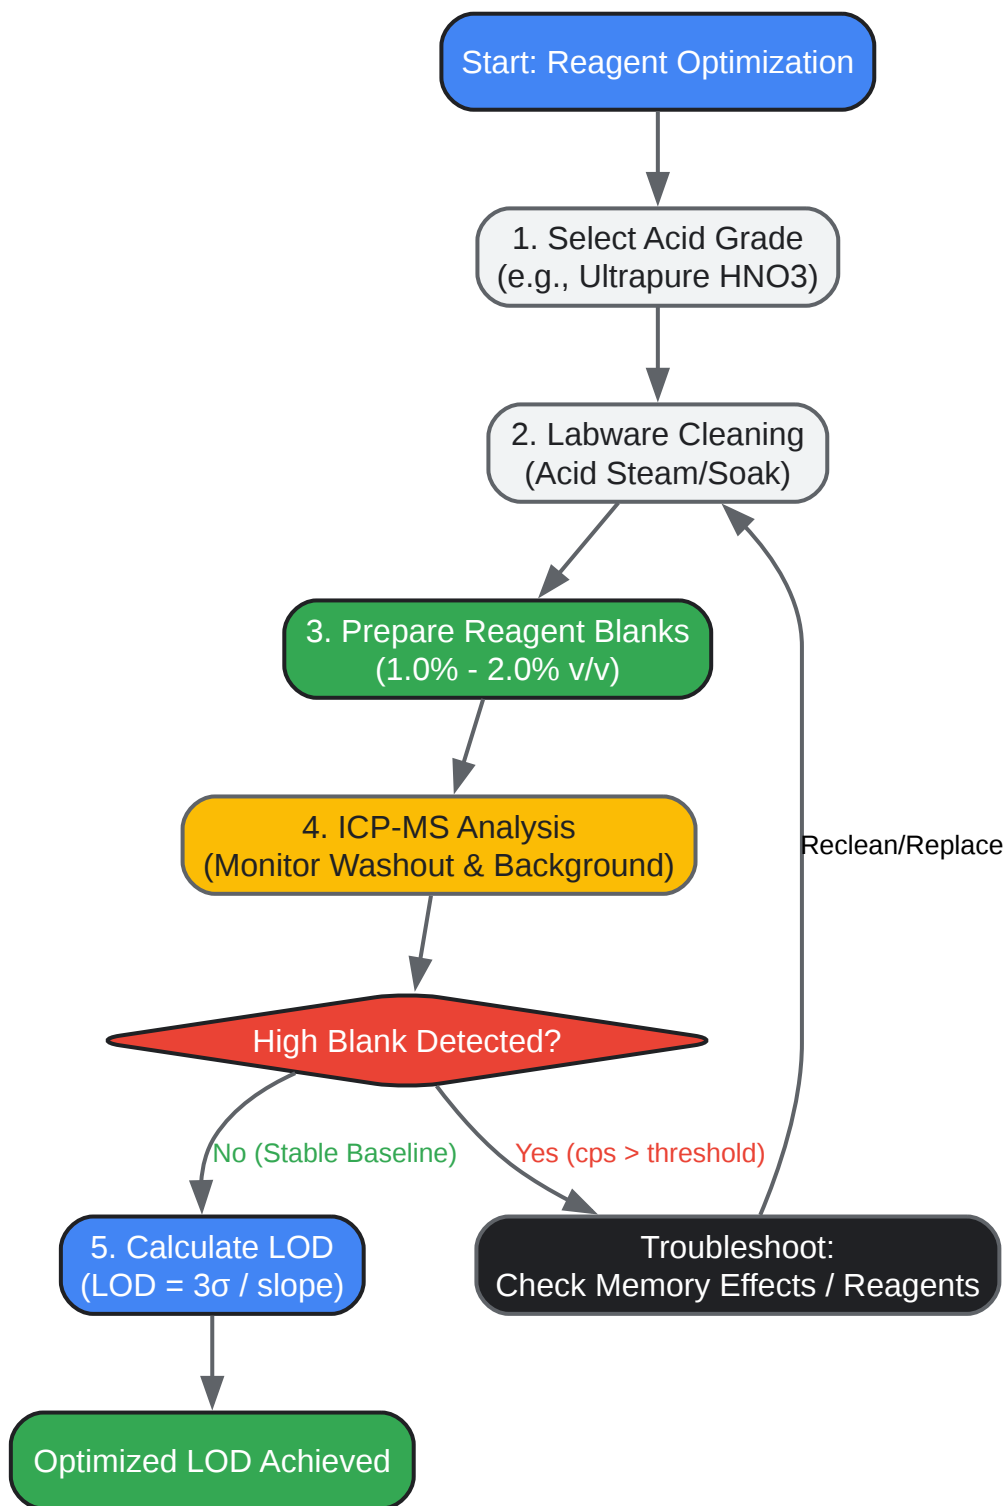 Start: Reagent Optimization
1. Select Acid Grade
(e.g., Ultrapure HNO3)
2. Labware Cleaning
(Acid Steam/Soak)
3. Prepare Reagent Blanks
(1.0% - 2.0% v/v)
4. ICP-MS Analysis
(Monitor Washout & Background)
Reclean/Replace
High Blank Detected?
No (Stable Baseline)
Yes (cps > threshold)
5. Calculate LOD
(LOD = 3σ / slope)
Troubleshoot:
Check Memory Effects / Reagents
Optimized LOD Achieved